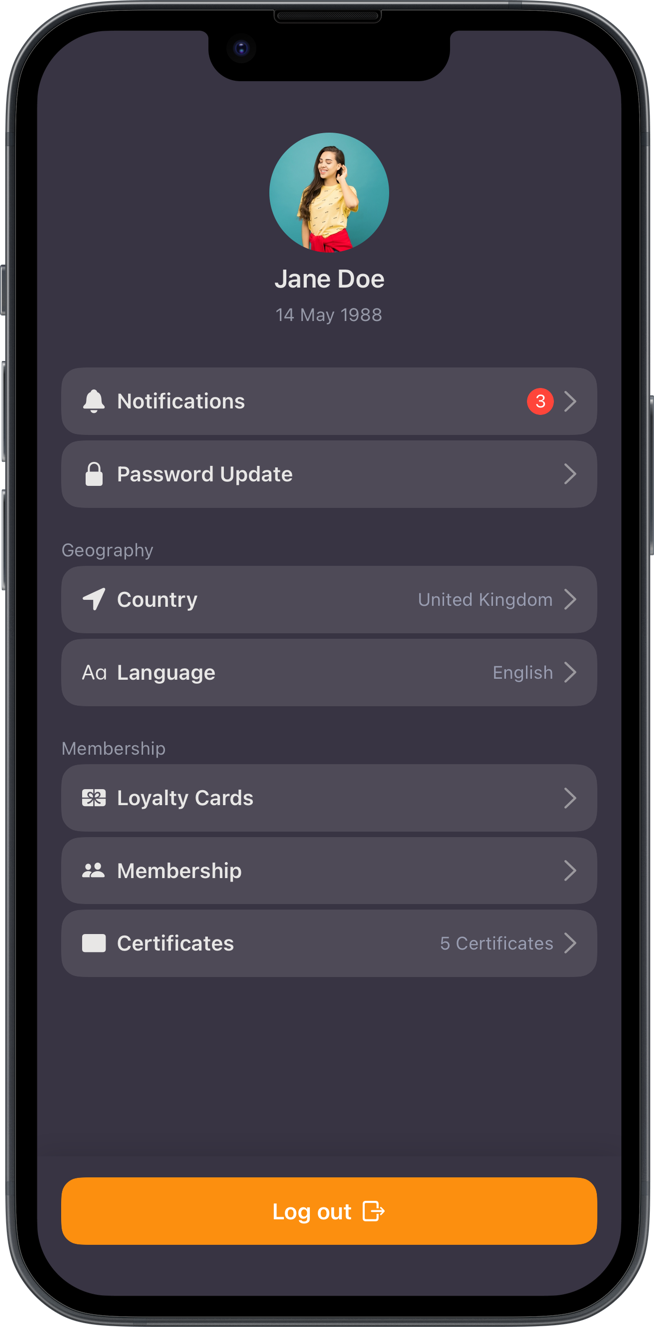 Jane Doe
14 May 1988
Notifications 3
Password Update
Geography
Country United Kingdom
Aa Language English
Membership
Loyalty Cards
Membership
Certificates 5 Certificates
Log out